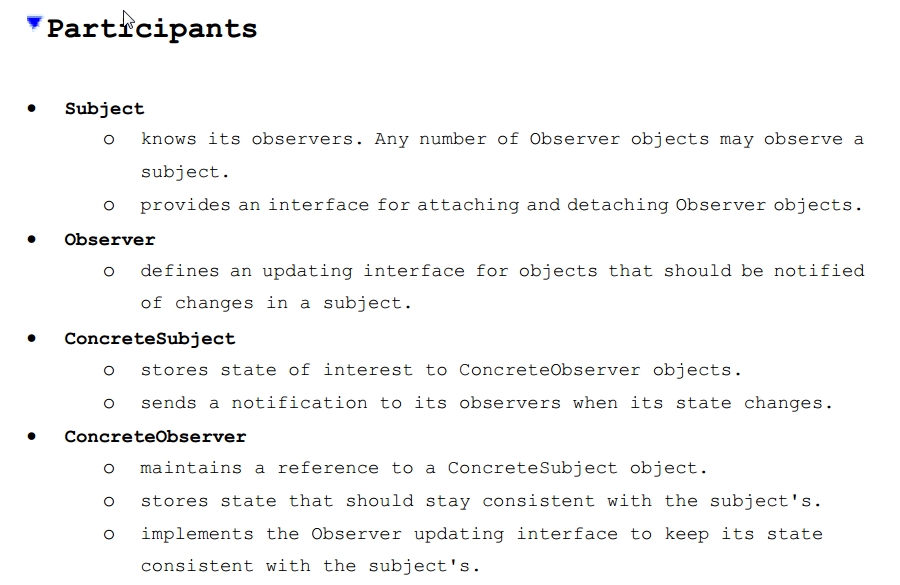 Participants
• Subject
o knows its observers. Any number of Observer objects may observe a
subject.
o provides an interface for attaching and detaching Observer objects.
• Observer
o defines an updating interface for objects that should be notified
of changes in a subject.
• ConcreteSubject
o stores state of interest to ConcreteObserver objects.
o sends a notification to its observers when its state changes.
• ConcreteObserver
o maintains a reference to a ConcreteSubject object.
o stores state that should stay consistent with the subject's.
o implements the Observer updating interface to keep its state
consistent with the subject's.